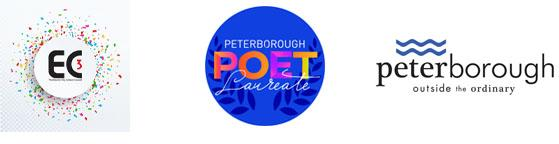 EC3
PETERBOROUGH
POET
Laureate
peterborough
outside the ordinary